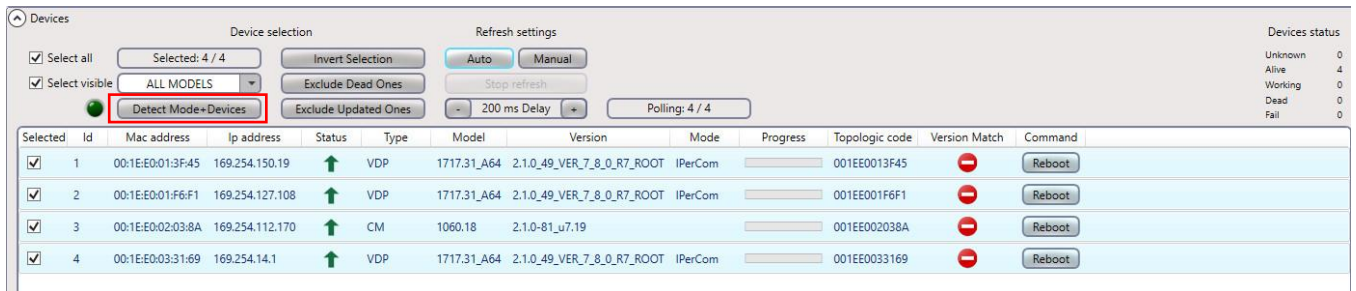 Devices
Device selection Refresh settings Devices status
Select all Selected: 4 / 4 Invert Selection Auto Manual Unknown 0
Alive 4
Select visible ALL MODELS Exclude Dead Ones Stop refresh Working 0
Dead 0
Detect Mode+Devices Exclude Updated Ones - 200 ms Delay + Polling: 4 / 4 Fail 0
Selected Id Mac address Ip address Status Type Model Version Mode Progress Topologic code Version Match Command
1 00:1E:E0:01:3F:45 169.254.150.19 VDP 1717.31_A64 2.1.0_49_VER_7_8_0_R7_ROOT IPerCom 001EE0013F45 Reboot
2 00:1E:E0:01:F6:F1 169.254.127.108 VDP 1717.31_A64 2.1.0_49_VER_7_8_0_R7_ROOT IPerCom 001EE001F6F1 Reboot
3 00:1E:E0:02:03:8A 169.254.112.170 CM 1060.18 2.1.0-81_u7.19 001EE002038A Reboot
4 00:1E:E0:03:31:69 169.254.14.1 VDP 1717.31_A64 2.1.0_49_VER_7_8_0_R7_ROOT IPerCom 001EE0033169 Reboot